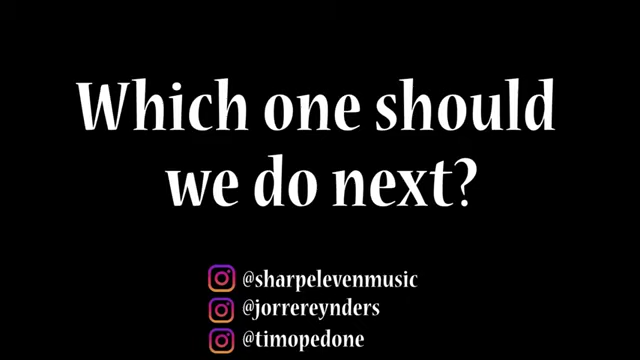 Which one should
we do next?
@sharpelevenmusic
@jorrereynders
@timopedone